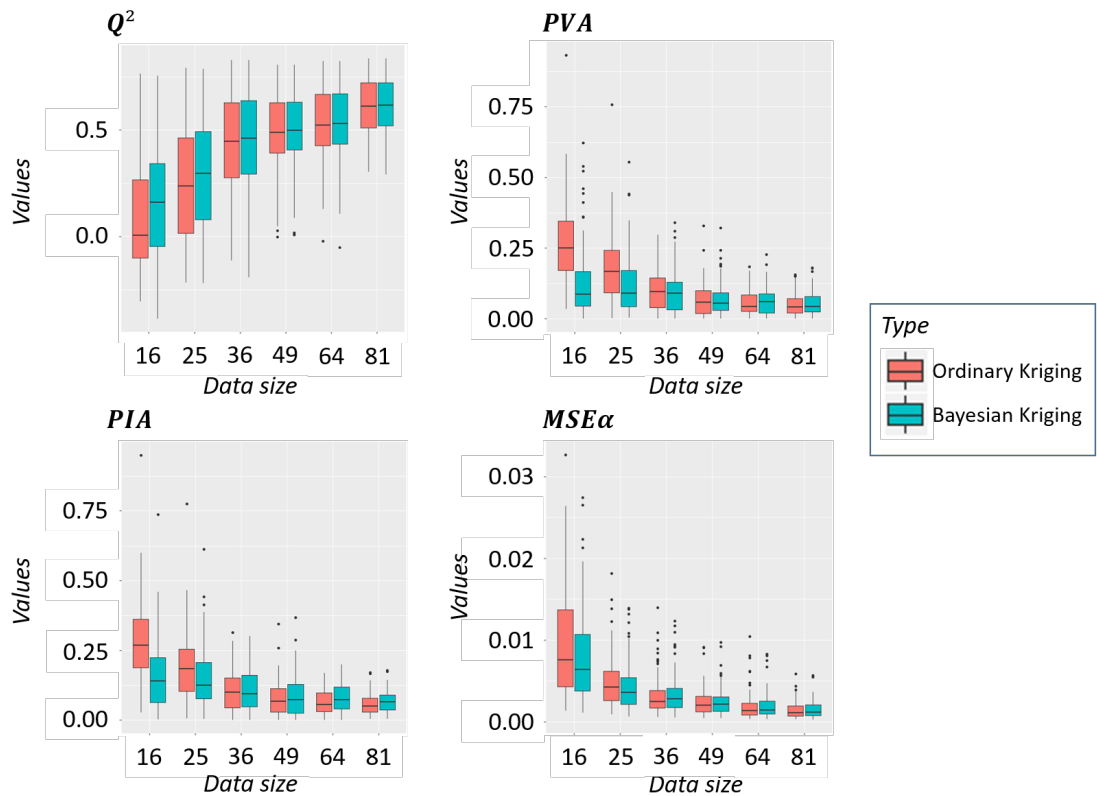 Q²
Values
0.5
0.0
16 25 36 49 64 81
Data size
PVA
Values
0.75
0.50
0.25
0.00
16 25 36 49 64 81
Data size
PIA
Values
0.75
0.50
0.25
0.00
16 25 36 49 64 81
Data size
MSEα
Values
0.03
0.02
0.01
0.00
16 25 36 49 64 81
Data size
Type
Ordinary Kriging
Bayesian Kriging